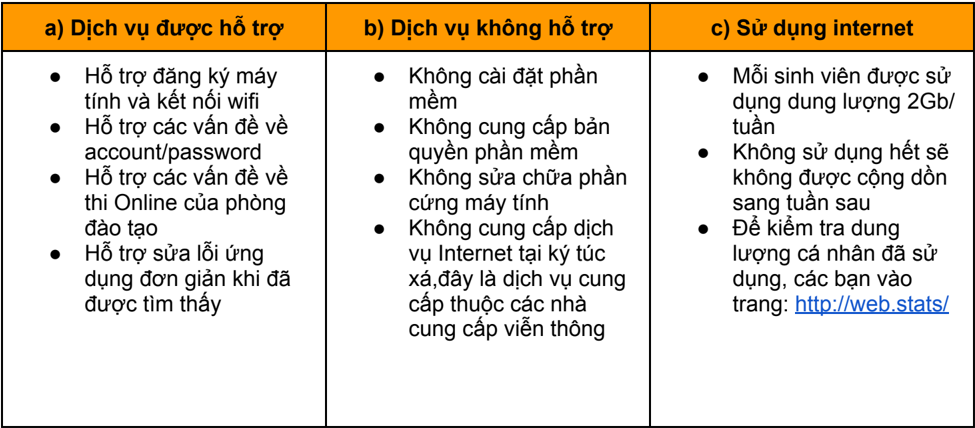 a) Dịch vụ được hỗ trợ
● Hỗ trợ đăng ký máy
tính và kết nối wifi
● Hỗ trợ các vấn đề về
account/password
● Hỗ trợ các vấn đề về
thi Online của phòng
đào tạo
● Hỗ trợ sửa lỗi ứng
dụng đơn giản khi đã
được tìm thấy
b) Dịch vụ không hỗ trợ
● Không cài đặt phần
mềm
● Không cung cấp bản
quyền phần mềm
● Không sửa chữa phần
cứng máy tính
● Không cung cấp dịch
vụ Internet tại ký túc
xá,đây là dịch vụ cung
cấp thuộc các nhà
cung cấp viễn thông
c) Sử dụng internet
● Mỗi sinh viên được sử
dụng dung lượng 2Gb/
tuần
● Không sử dụng hết sẽ
không được cộng dồn
sang tuần sau
● Để kiểm tra dung
lượng cá nhân đã sử
dụng, các bạn vào
trang: http://web.stats/